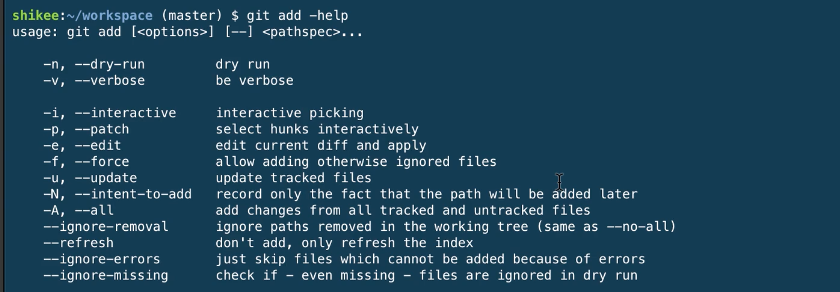 shikee:~/workspace (master) $ git add -help
usage: git add [<options>] [--] <pathspec>...
-n, --dry-run dry run
-v, --verbose be verbose
-i, --interactive interactive picking
-p, --patch select hunks interactively
-e, --edit edit current diff and apply
-f, --force allow adding otherwise ignored files
-u, --update update tracked files
-N, --intent-to-add record only the fact that the path will be added later
-A, --all add changes from all tracked and untracked files
--ignore-removal ignore paths removed in the working tree (same as --no-all)
--refresh don't add, only refresh the index
--ignore-errors just skip files which cannot be added because of errors
--ignore-missing check if - even missing - files are ignored in dry run